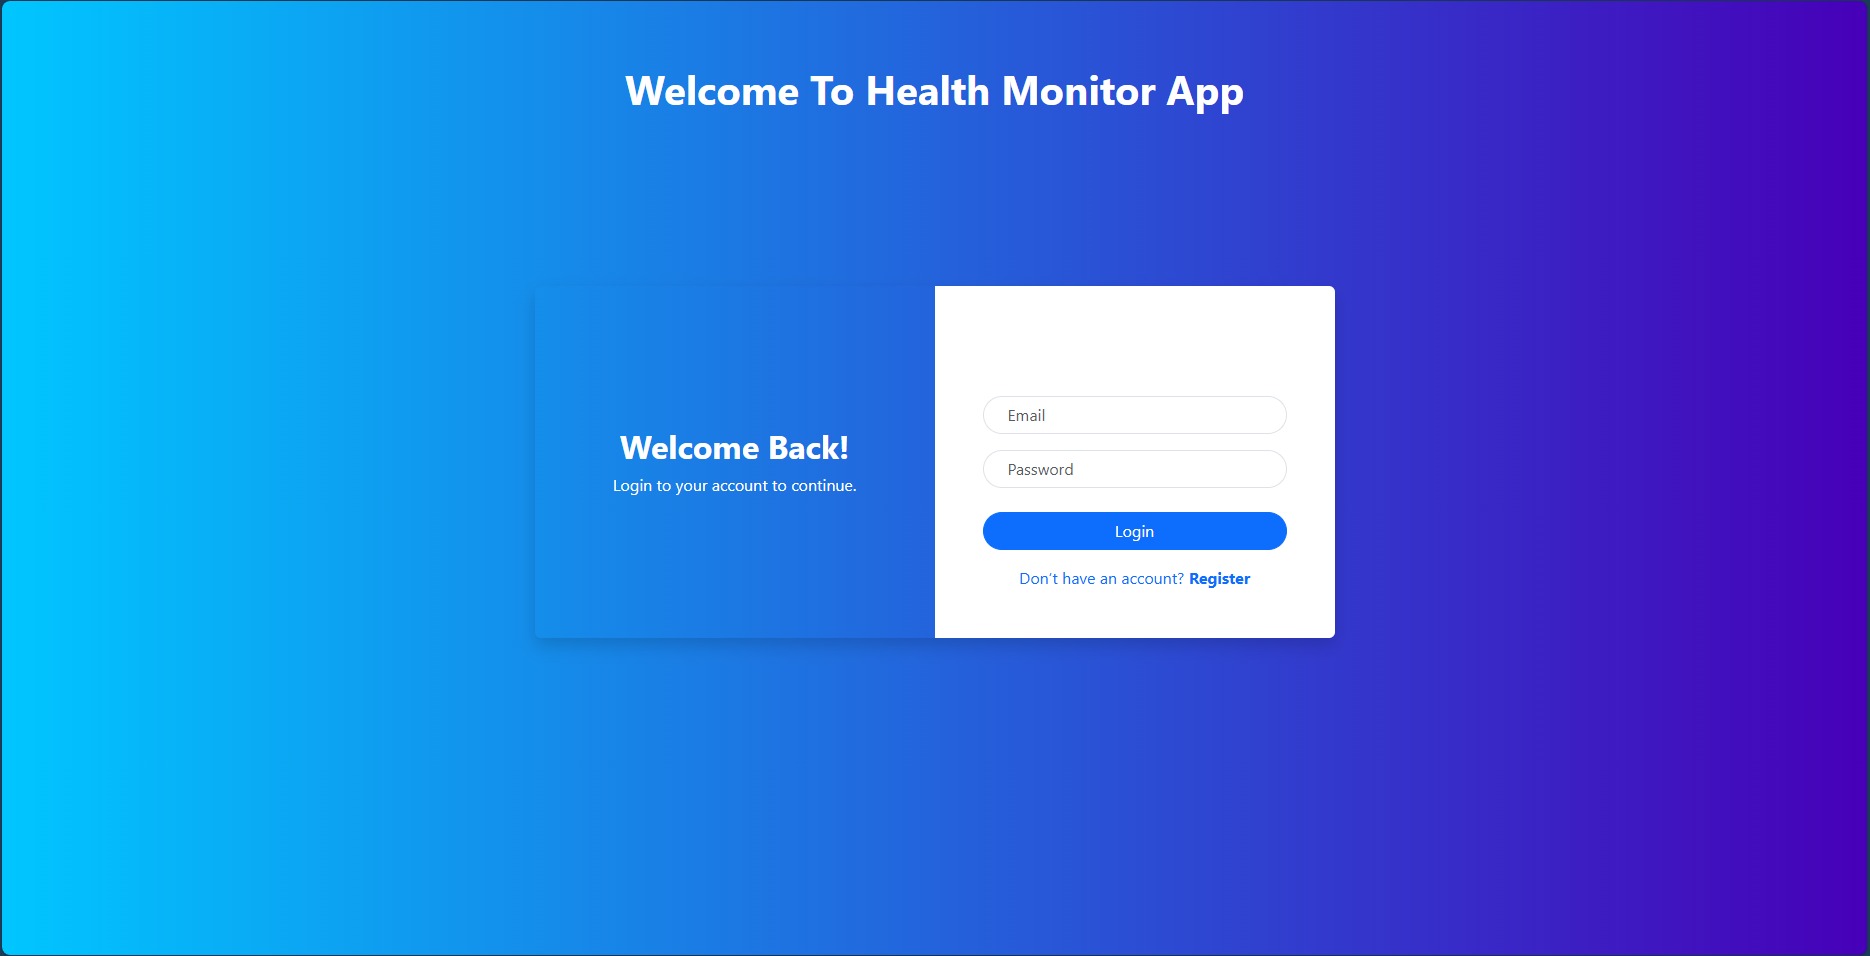 Welcome To Health Monitor App
Welcome Back!
Login to your account to continue.
Email
Password
Login
Don't have an account? Register